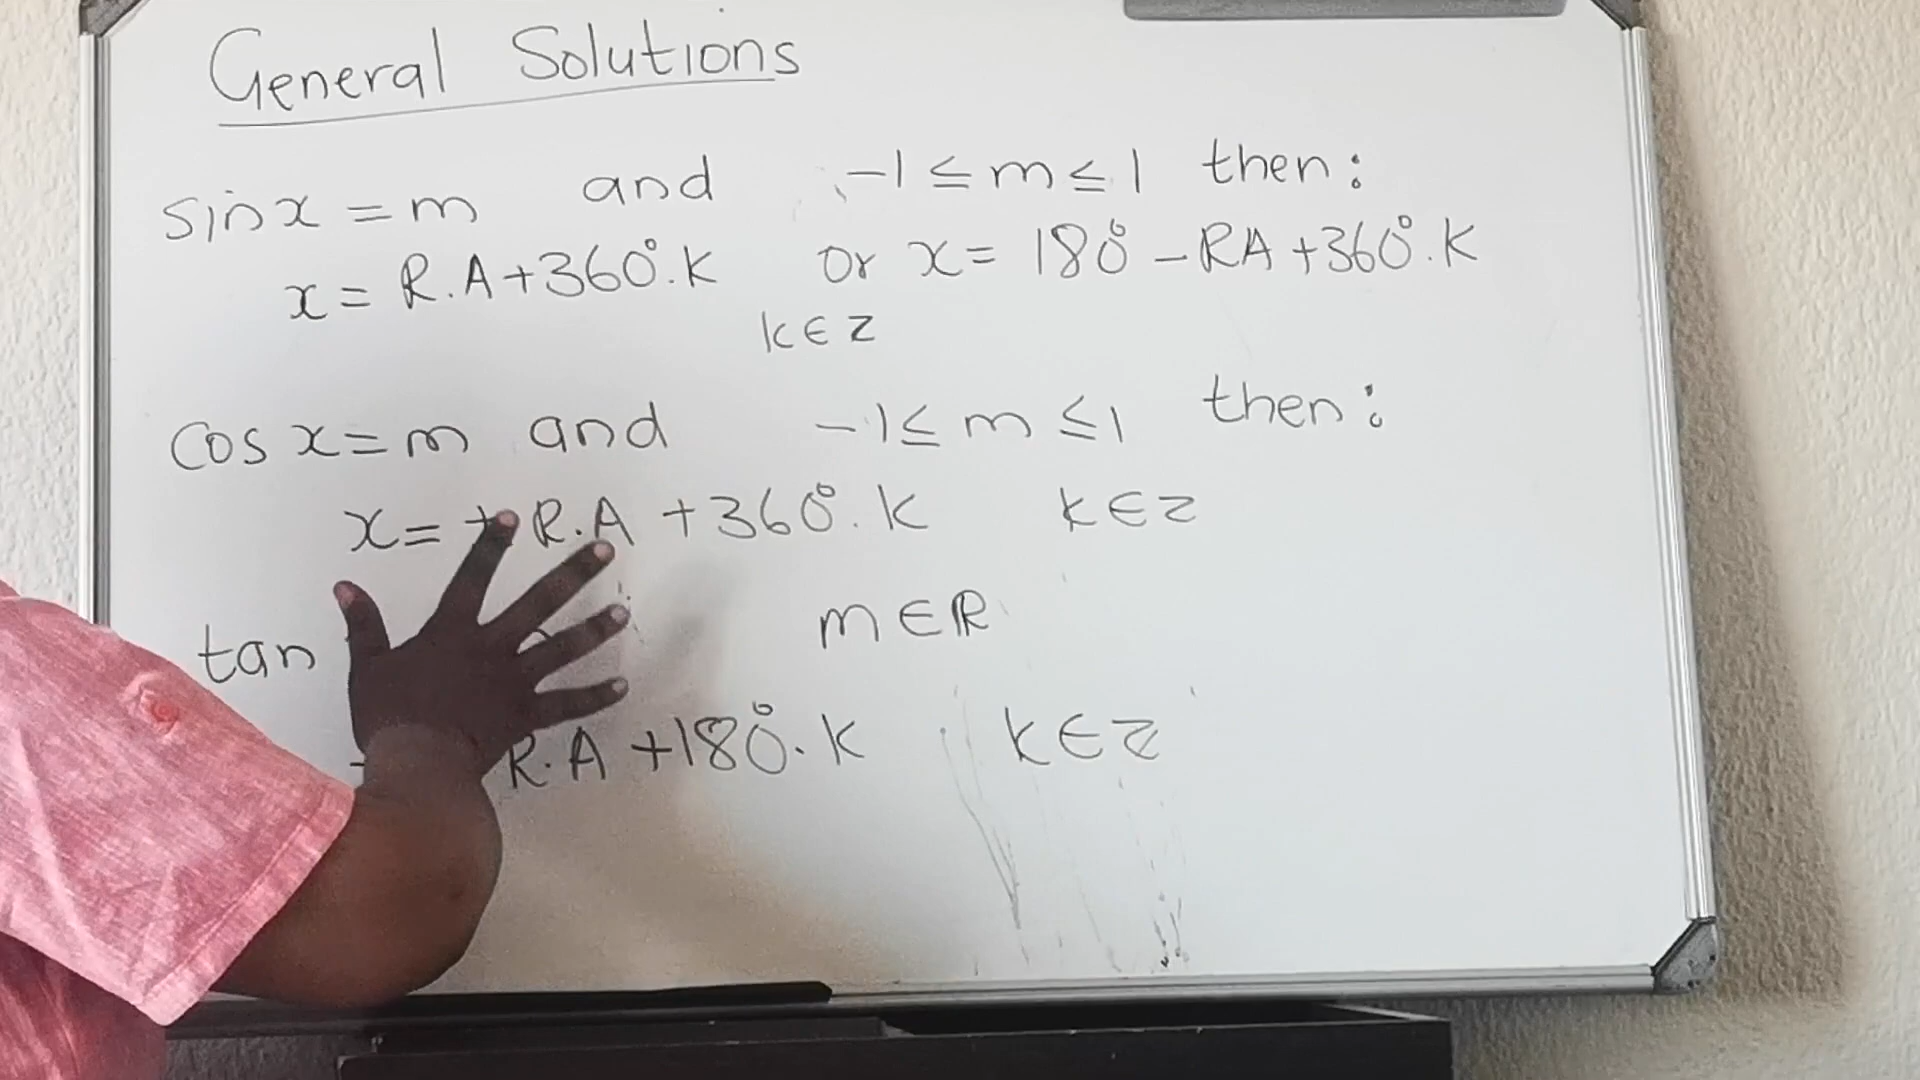 General Solutions
sin x = m and -1 ≤ m ≤ 1 then:
x = R.A + 360°.K or x = 180° - RA + 360°.K
k ∈ Z
Cos x = m and -1 ≤ m ≤ 1 then:
x = R.A + 360°. K K ∈ Z
tan m ∈ R
R.A + 180°. K K ∈ Z